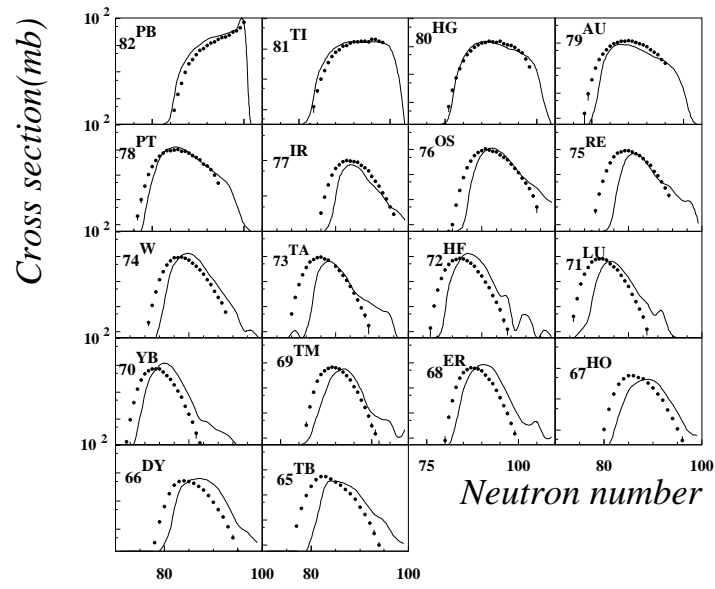 10 2
82 PB
81 TI
80 HG
79 AU
10 2
78 PT
77 IR
76 OS
75 RE
10 2
74 W
73 TA
72 HF
71 LU
10 2
70 YB
69 TM
68 ER
67 HO
10 2
66 DY
65 TB
75 100 80 100
80 100 80 100
Cross section(mb)
Neutron number